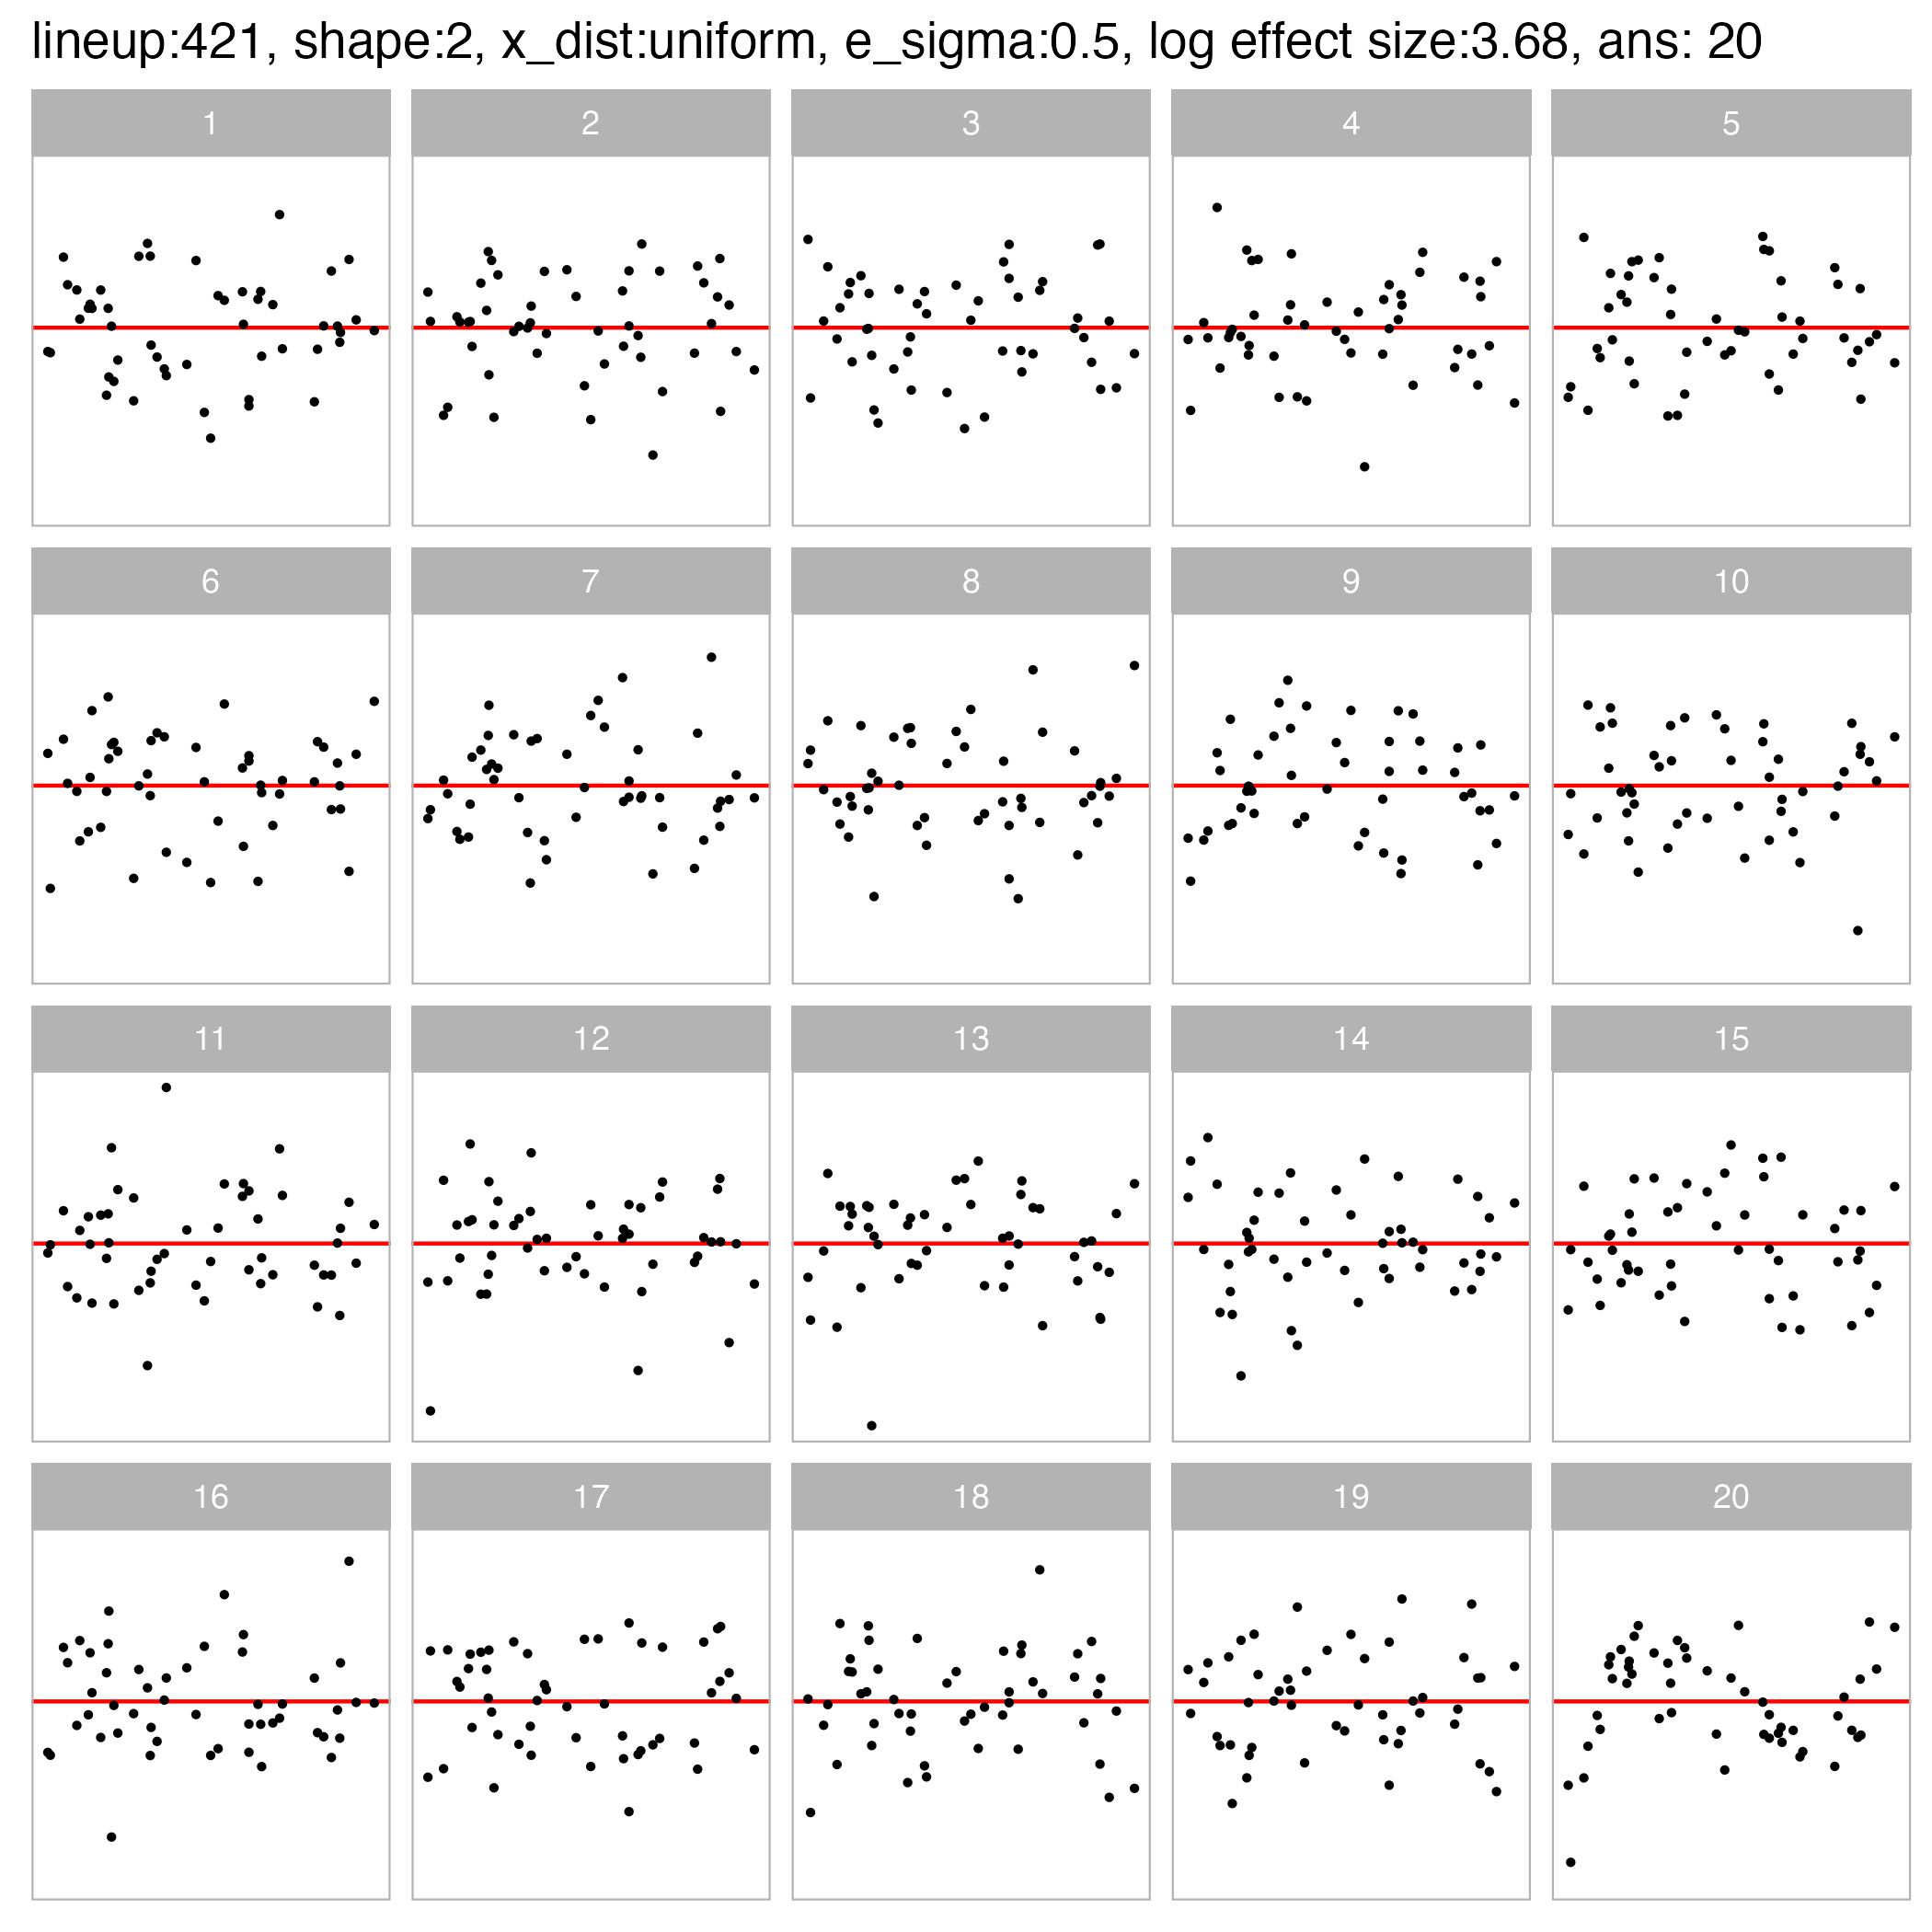 lineup:421, shape:2, x_dist:uniform, e_sigma:0.5, log effect size:3.68, ans: 20
1 2 3 4 5
6 7 8 9 10
11 12 13 14 15
16 17 18 19 20